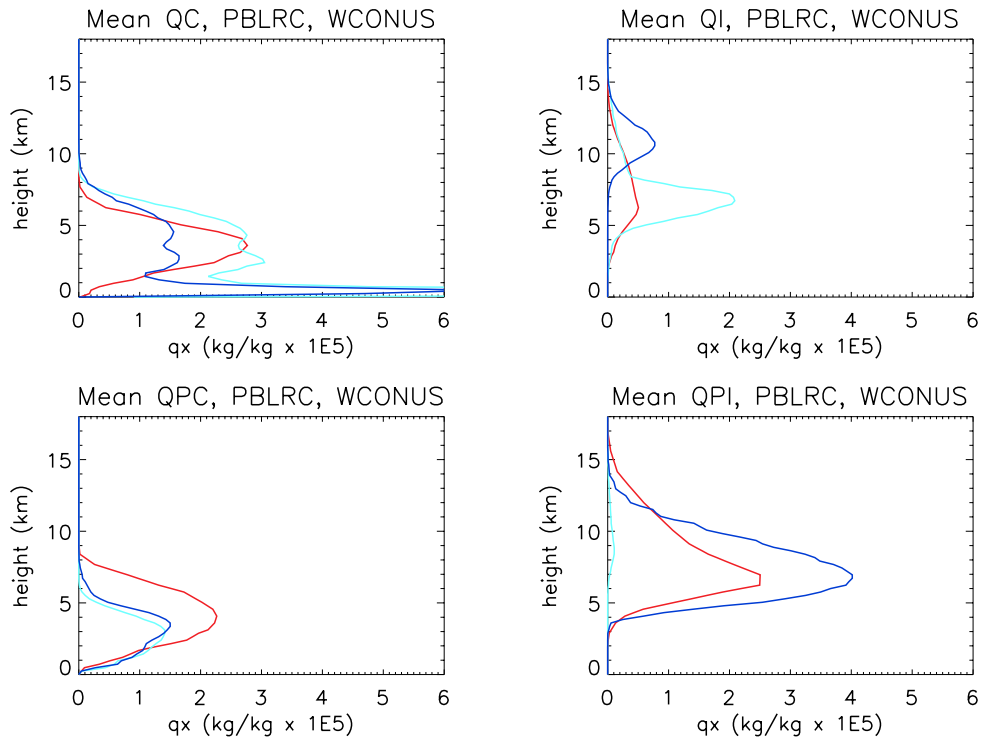 Mean QC, PBLRC, WCONUS
height (km)
15
10
5
0
0 1 2 3 4 5 6
qx (kg/kg x 1E5)
Mean QI, PBLRC, WCONUS
height (km)
15
10
5
0
0 1 2 3 4 5 6
qx (kg/kg x 1E5)
Mean QPC, PBLRC, WCONUS
height (km)
15
10
5
0
0 1 2 3 4 5 6
qx (kg/kg x 1E5)
Mean QPI, PBLRC, WCONUS
height (km)
15
10
5
0
0 1 2 3 4 5 6
qx (kg/kg x 1E5)